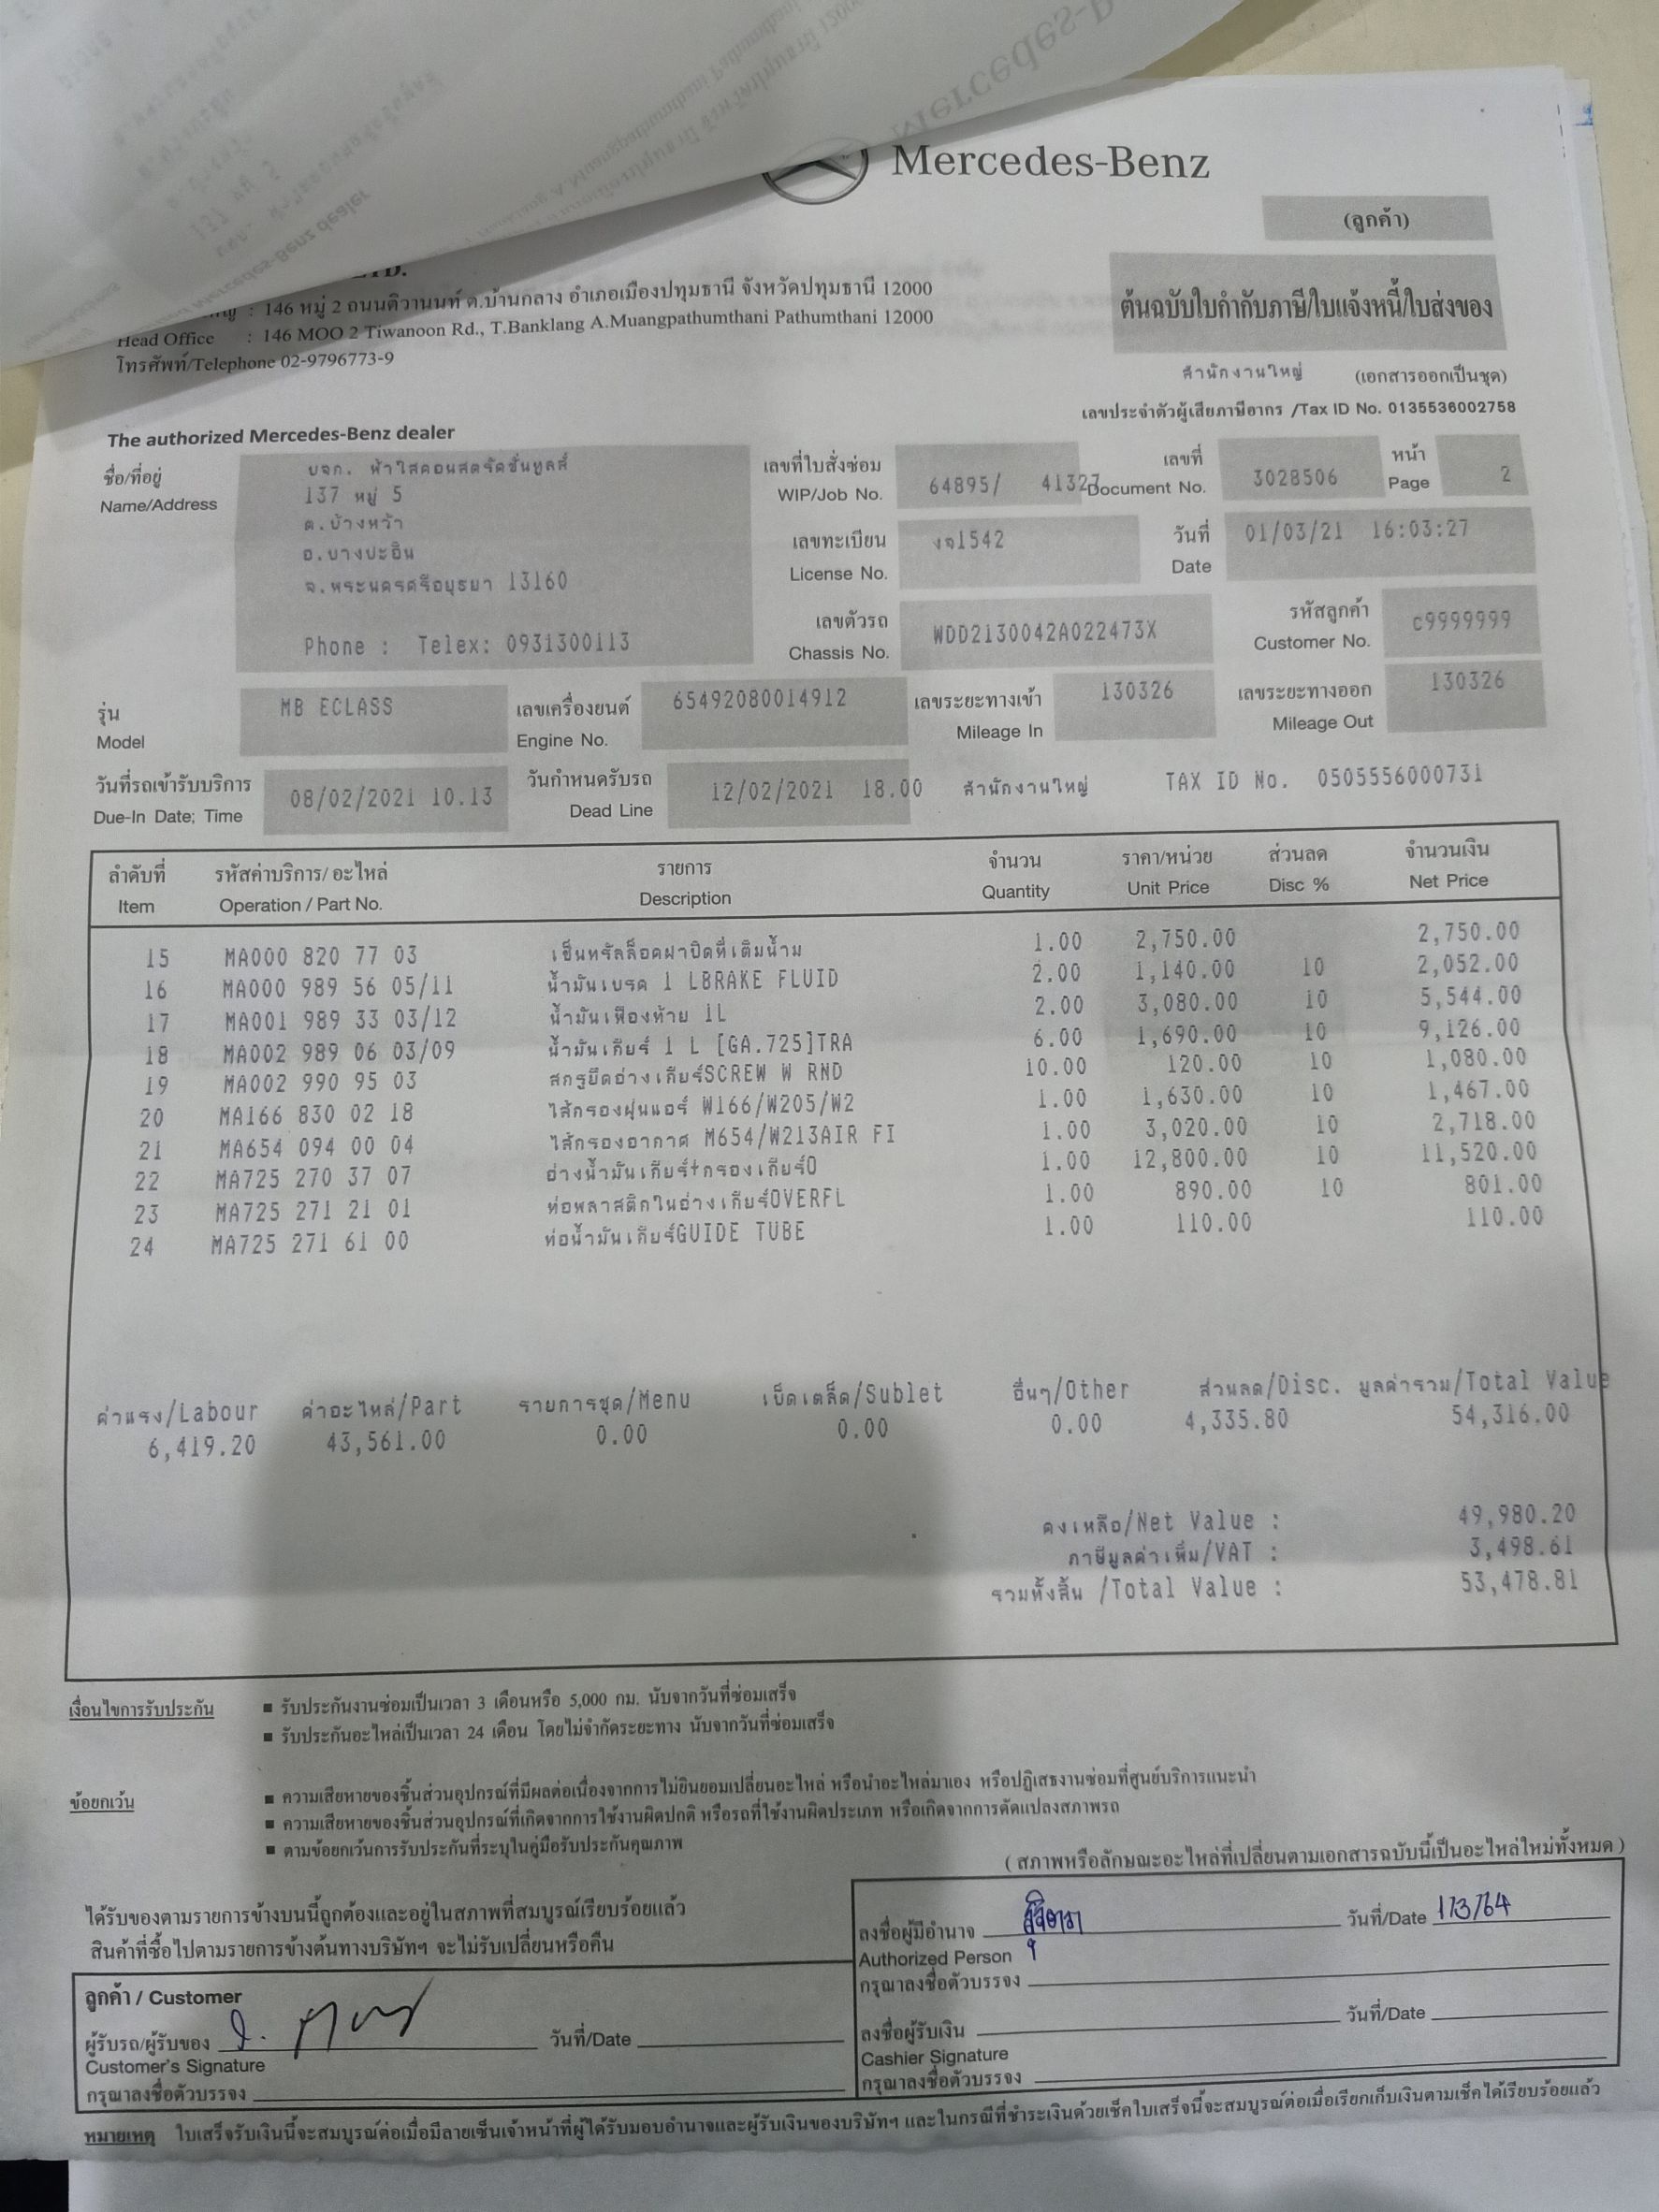 Mercedes-Benz
(ลูกค้า)
ต้นฉบับใบกำกับภาษี/ใบแจ้งหนี้/ใบส่งของ
LTD.
: 146 หมู่ 2 ถนนติวานนท์ ต.บ้านกลาง อำเภอเมืองปทุมธานี จังหวัดปทุมธานี 12000
Head Office : 146 MOO 2 Tiwanoon Rd., T.Banklang A.Muangpathumthani Pathumthani 12000
โทรศัพท์/Telephone 02-9796773-9
สำนักงานใหญ่ (เอกสารออกเป็นชุด)
เลขประจำตัวผู้เสียภาษีอากร /Tax ID No. 0135536002758
The authorized Mercedes-Benz dealer
ชื่อ/ที่อยู่
Name/Address
บจก. ห้าใสคอนสตรัคชั่นทูลส์
137 หมู่ 5
ต.บ้างหว้า
อ.บางปะอิน
จ.พระนครศรีอยุธยา 13160
Phone : Telex: 0931300113
เลขที่ใบสั่งซ่อม
WIP/Job No. 64895/ 41327
เลขที่
Document No. 3028506
หน้า
Page 2
เลขทะเบียน
License No. งจ1542
วันที่
Date 01/03/21 16:03:27
เลขตัวรถ
Chassis No. WDD2130042A022473X
รหัสลูกค้า
Customer No. c9999999
รุ่น
Model MB ECLASS
เลขเครื่องยนต์
Engine No. 65492080014912
เลขระยะทางเข้า
Mileage In 130326
เลขระยะทางออก
Mileage Out 130326
วันที่รถเข้ารับบริการ
Due-In Date; Time 08/02/2021 10.13
วันกำหนดรับรถ
Dead Line 12/02/2021 18.00
สำนักงานใหญ่ TAX ID No. 0505556000731
ลำดับที่ รหัสค่าบริการ/อะไหล่ รายการ จำนวน ราคา/หน่วย ส่วนลด จำนวนเงิน
Item Operation / Part No. Description Quantity Unit Price Disc % Net Price
15 MA000 820 77 03 เซ็นทรัลล็อคฝาปิดที่เติมน้ำม 1.00 2,750.00 2,750.00
16 MA000 989 56 05/11 น้ำมันเบรค 1 LBRAKE FLUID 2.00 1,140.00 10 2,052.00
17 MA001 989 33 03/12 น้ำมันเฟืองท้าย 1L 2.00 3,080.00 10 5,544.00
18 MA002 989 06 03/09 น้ำมันเกียร์ 1 L [GA.725]TRA 6.00 1,690.00 10 9,126.00
19 MA002 990 95 03 สกรูยึดอ่างเกียร์SCREW W RND 10.00 120.00 10 1,080.00
20 MA166 830 02 18 ไส้กรองฝุ่นแอร์ W166/W205/W2 1.00 1,630.00 10 1,467.00
21 MA654 094 00 04 ไส้กรองอากาศ M654/W213AIR FI 1.00 3,020.00 10 2,718.00
22 MA725 270 37 07 อ่างน้ำมันเกียร์+กรองเกียร์O 1.00 12,800.00 10 11,520.00
23 MA725 271 21 01 ท่อพลาสติกในอ่างเกียร์OVERFL 1.00 890.00 10 801.00
24 MA725 271 61 00 ท่อน้ำมันเกียร์GUIDE TUBE 1.00 110.00 110.00
ค่าแรง/Labour ค่าอะไหล่/Part รายการชุด/Menu เบ็ดเตล็ด/Sublet อื่นๆ/Other ส่วนลด/Disc. มูลค่ารวม/Total Value
6,419.20 43,561.00 0.00 0.00 0.00 4,335.80 54,316.00
คงเหลือ/Net Value : 49,980.20
ภาษีมูลค่าเพิ่ม/VAT : 3,498.61
รวมทั้งสิ้น /Total Value : 53,478.81
เงื่อนไขการรับประกัน ■ รับประกันงานซ่อมเป็นเวลา 3 เดือนหรือ 5,000 กม. นับจากวันที่ซ่อมเสร็จ
■ รับประกันอะไหล่เป็นเวลา 24 เดือน โดยไม่จำกัดระยะทาง นับจากวันที่ซ่อมเสร็จ
ข้อยกเว้น ■ ความเสียหายของชิ้นส่วนอุปกรณ์ที่มีผลต่อเนื่องจากการไม่ยินยอมเปลี่ยนอะไหล่ หรือนำอะไหล่มาเอง หรือปฏิเสธงานซ่อมที่ศูนย์บริการแนะนำ
■ ความเสียหายของชิ้นส่วนอุปกรณ์ที่เกิดจากการใช้งานผิดปกติ หรือรถที่ใช้งานผิดประเภท หรือเกิดจากการดัดแปลงสภาพรถ
■ ตามข้อยกเว้นการรับประกันที่ระบุในคู่มือรับประกันคุณภาพ
( สภาพหรือลักษณะอะไหล่ที่เปลี่ยนตามเอกสารฉบับนี้เป็นอะไหล่ใหม่ทั้งหมด )
ได้รับของตามรายการข้างบนนี้ถูกต้องและอยู่ในสภาพที่สมบูรณ์เรียบร้อยแล้ว
สินค้าที่ซื้อไปตามรายการข้างต้นทางบริษัทฯ จะไม่รับเปลี่ยนหรือคืน
ลงชื่อผู้มีอำนาจ วันที่/Date 1/3/64
Authorized Person
กรุณาลงชื่อตัวบรรจง
ลูกค้า / Customer
ผู้รับรถ/ผู้รับของ วันที่/Date
Customer's Signature
กรุณาลงชื่อตัวบรรจง
ลงชื่อผู้รับเงิน วันที่/Date
Cashier Signature
กรุณาลงชื่อตัวบรรจง
หมายเหตุ ใบเสร็จรับเงินนี้จะสมบูรณ์ต่อเมื่อมีลายเซ็นเจ้าหน้าที่ผู้ได้รับมอบอำนาจและผู้รับเงินของบริษัทฯ และในกรณีที่ชำระเงินด้วยเช็คใบเสร็จนี้จะสมบูรณ์ต่อเมื่อเรียกเก็บเงินตามเช็คได้เรียบร้อยแล้ว